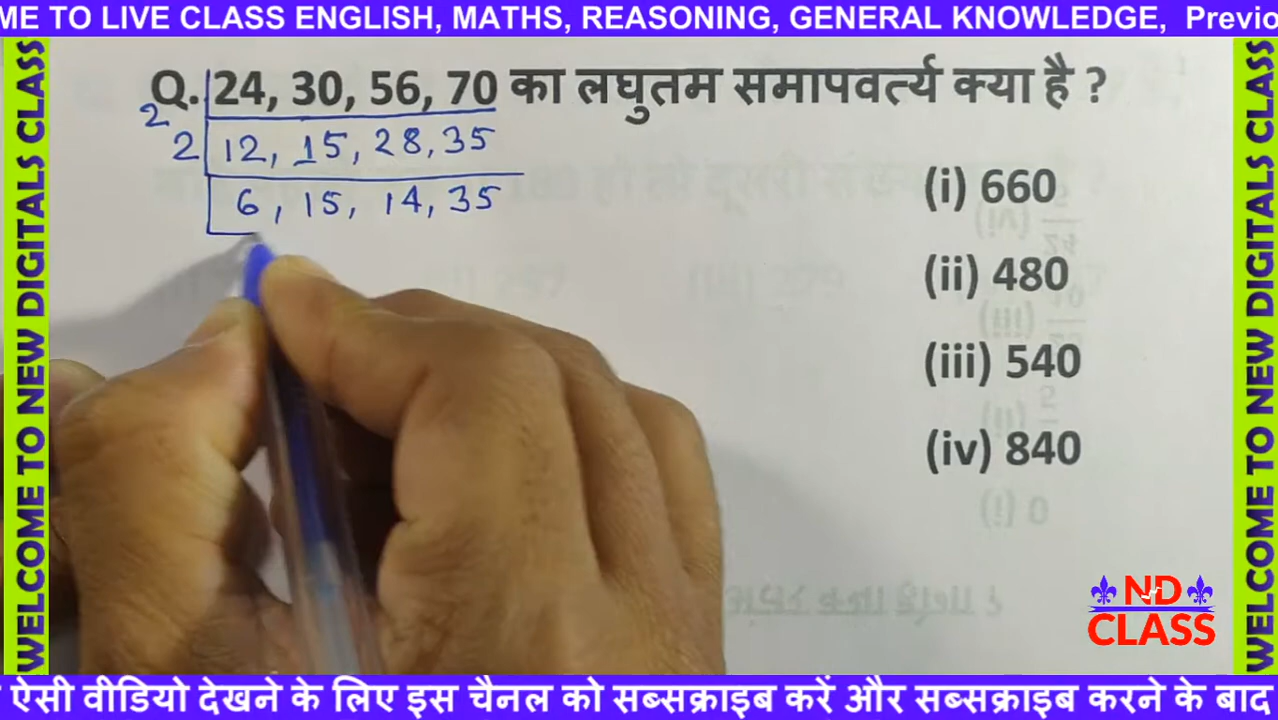 ME TO LIVE CLASS ENGLISH, MATHS, REASONING, GENERAL KNOWLEDGE, Previo
WELCOME TO NEW DIGITALS CLASS
Q. 24, 30, 56, 70 का लघुतम समापवर्त्य क्या है ?
2
2 12, 15, 28, 35
6, 15, 14, 35
(i) 660
(ii) 480
(iii) 540
(iv) 840
ND
CLASS
WELCOME TO NEW DIGITALS CLASS
ऐसी वीडियो देखने के लिए इस चैनल को सब्सक्राइब करें और सब्सक्राइब करने के बाद